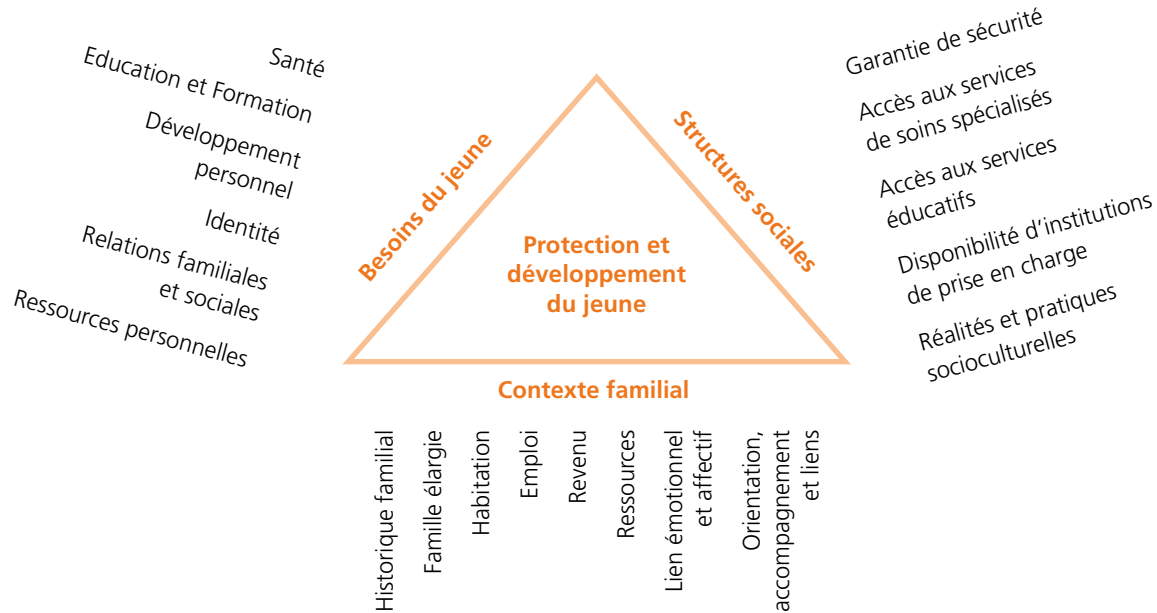 Santé
Education et Formation
Développement
personnel
Identité
Relations familiales
et sociales
Ressources personnelles
Besoins du jeune
Structures sociales
Protection et
développement
du jeune
Contexte familial
Garantie de sécurité
Accès aux services
de soins spécialisés
Accès aux services
éducatifs
Disponibilité d’institutions
de prise en charge
Réalités et pratiques
socioculturelles
Historique familial
Famille élargie
Habitation
Emploi
Revenu
Ressources
Lien émotionnel
et affectif
Orientation,
accompagnement
et liens